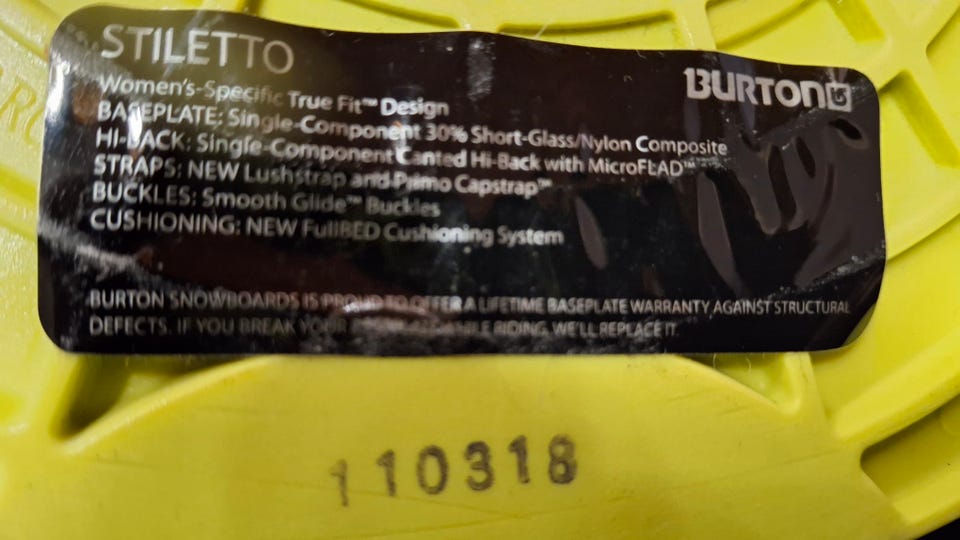 STILETTO
BURTON
Women's-Specific True Fit™ Design
BASEPLATE: Single-Component 30% Short-Glass/Nylon Composite
HI-BACK: Single-Component Canted Hi-Back with MicroFLAD™
STRAPS: NEW Lushstrap and Primo Capstrap™
BUCKLES: Smooth Glide™ Buckles
CUSHIONING: NEW FullBED Cushioning System
BURTON SNOWBOARDS IS PROUD TO OFFER A LIFETIME BASEPLATE WARRANTY AGAINST STRUCTURAL
DEFECTS. IF YOU BREAK YOUR BASEPLATE WHILE RIDING, WE'LL REPLACE IT.
110318